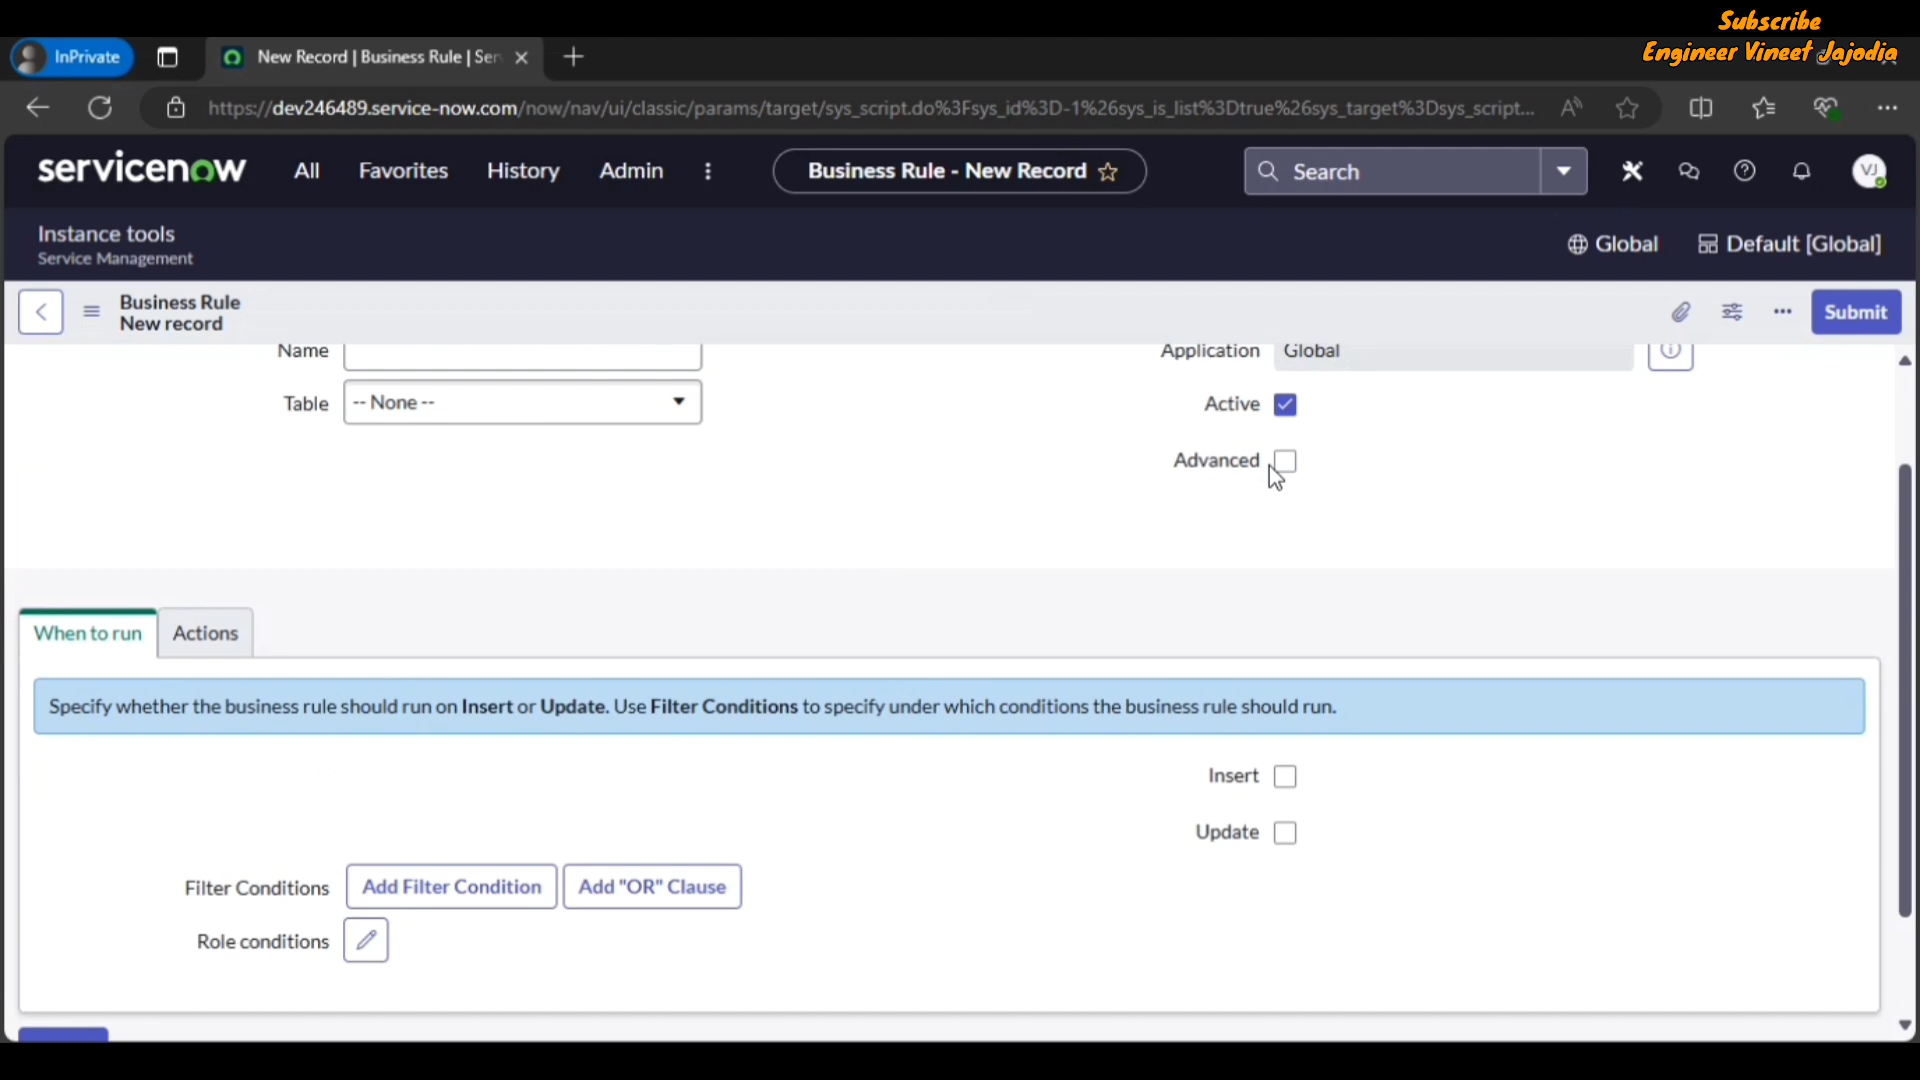 Subscribe
Engineer Vineet Jajodia
InPrivate
New Record | Business Rule | Ser
https://dev246489.service-now.com/now/nav/ui/classic/params/target/sys_script.do%3Fsys_id%3D-1%26sys_is_list%3Dtrue%26sys_target%3Dsys_script...
servicenow
All
Favorites
History
Admin
Business Rule - New Record
Search
VJ
Instance tools
Service Management
Global
Default [Global]
Business Rule
New record
Submit
Name
Application
Global
Table
-- None --
Active
Advanced
When to run
Actions
Specify whether the business rule should run on Insert or Update. Use Filter Conditions to specify under which conditions the business rule should run.
Insert
Update
Filter Conditions
Add Filter Condition
Add "OR" Clause
Role conditions